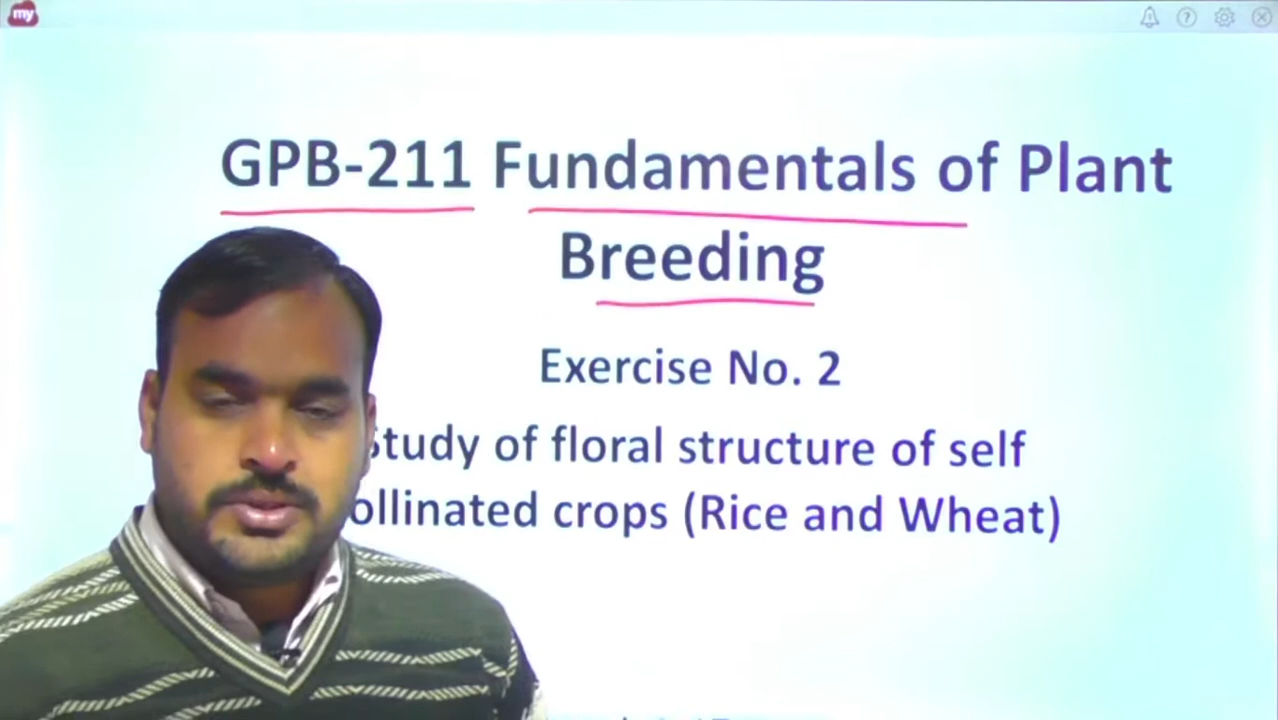 my
GPB-211 Fundamentals of Plant
Breeding
Exercise No. 2
Study of floral structure of self
ollinated crops (Rice and Wheat)